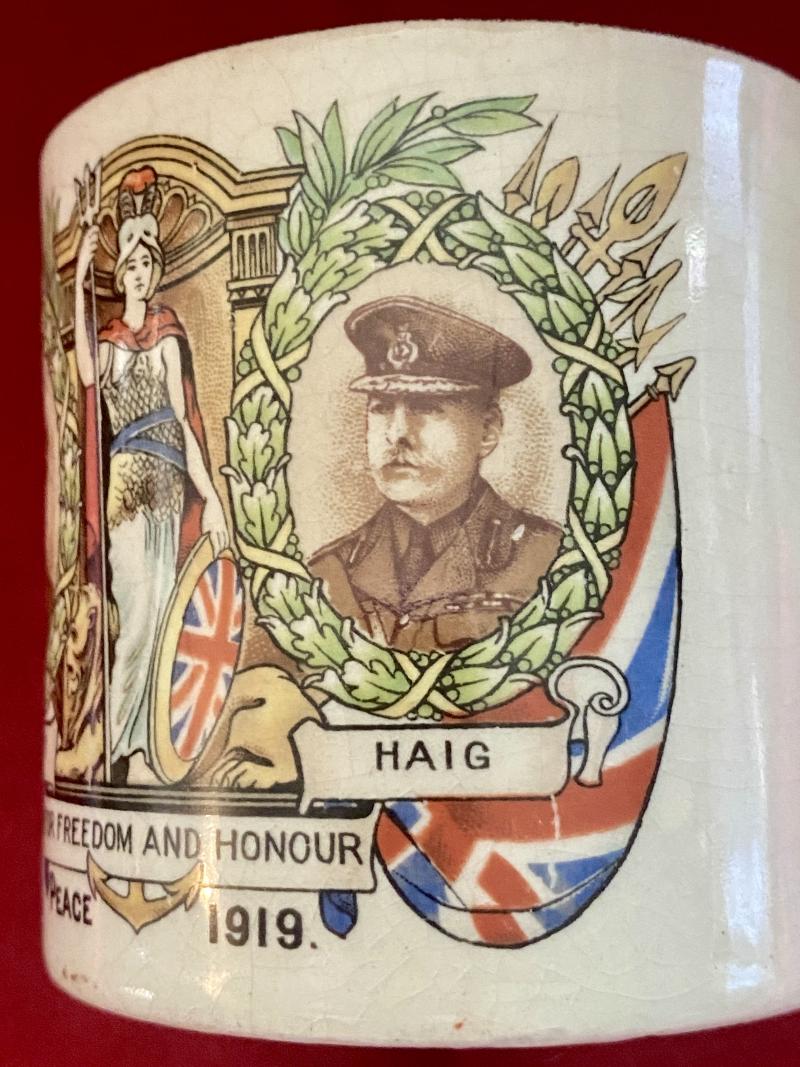 HAIG
FREEDOM AND HONOUR
PEACE
1919.